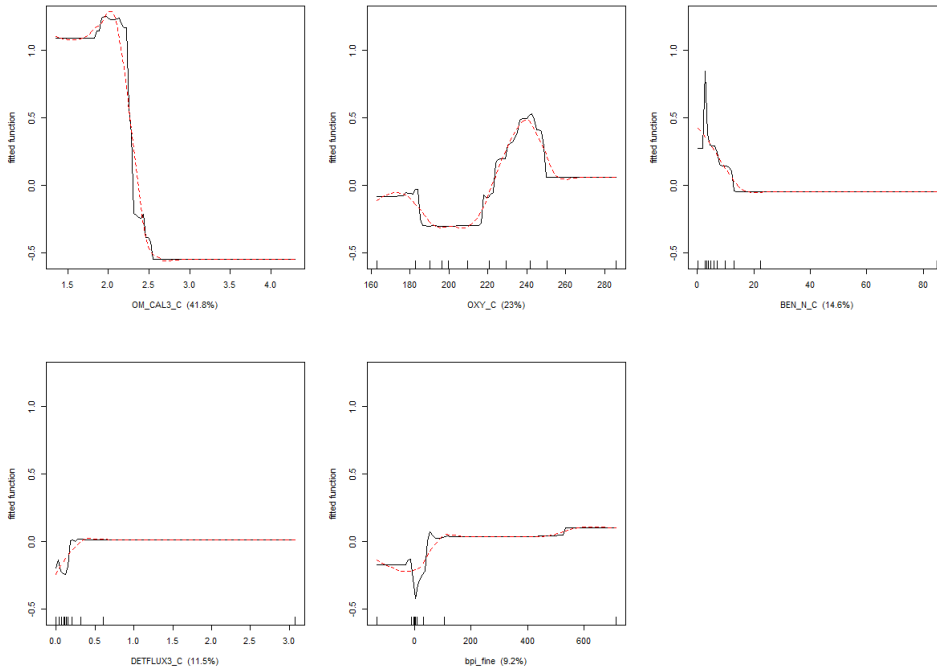 fitted function
1.0
0.5
0.0
-0.5
1.5 2.0 2.5 3.0 3.5 4.0
OM_CAL3_C (41.8%)
fitted function
1.0
0.5
0.0
-0.5
160 180 200 220 240 260 280
OXY_C (23%)
fitted function
1.0
0.5
0.0
-0.5
0 20 40 60 80
BEN_N_C (14.6%)
fitted function
1.0
0.5
0.0
-0.5
0.0 0.5 1.0 1.5 2.0 2.5 3.0
DETFLUX3_C (11.5%)
fitted function
1.0
0.5
0.0
-0.5
0 200 400 600
bpi_fine (9.2%)